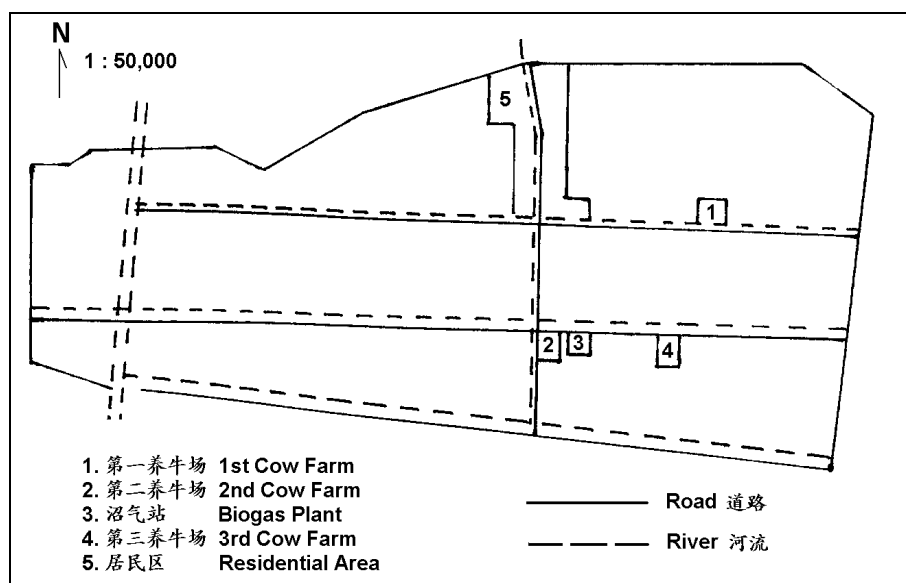 N
1 : 50,000
5
1
2
3
4
1. 第一养牛场 1st Cow Farm
2. 第二养牛场 2nd Cow Farm
3. 沼气站 Biogas Plant
4. 第三养牛场 3rd Cow Farm
5. 居民区 Residential Area
Road 道路
River 河流